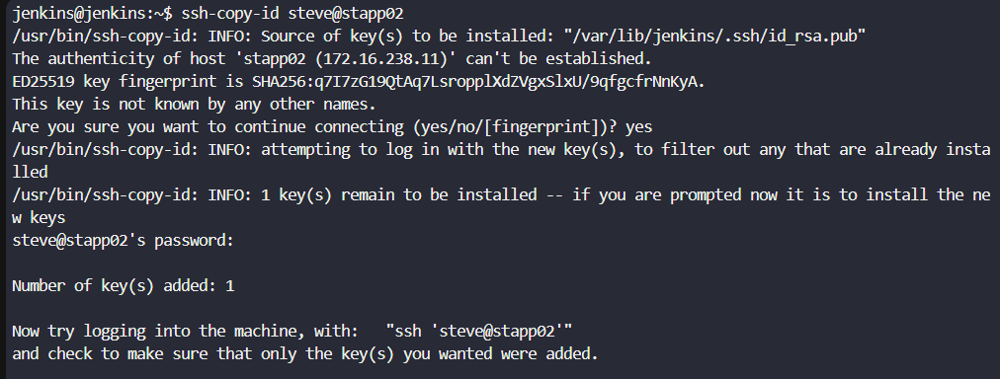 jenkins@jenkins:~$ ssh-copy-id steve@stapp02
/usr/bin/ssh-copy-id: INFO: Source of key(s) to be installed: "/var/lib/jenkins/.ssh/id_rsa.pub"
The authenticity of host 'stapp02 (172.16.238.11)' can't be established.
ED25519 key fingerprint is SHA256:q7I7zG19QtAq7LsropplXdZVgxSlxU/9qfgcfrNnKyA.
This key is not known by any other names.
Are you sure you want to continue connecting (yes/no/[fingerprint])? yes
/usr/bin/ssh-copy-id: INFO: attempting to log in with the new key(s), to filter out any that are already insta
lled
/usr/bin/ssh-copy-id: INFO: 1 key(s) remain to be installed -- if you are prompted now it is to install the ne
w keys
steve@stapp02's password:
Number of key(s) added: 1
Now try logging into the machine, with:   "ssh 'steve@stapp02'"
and check to make sure that only the key(s) you wanted were added.